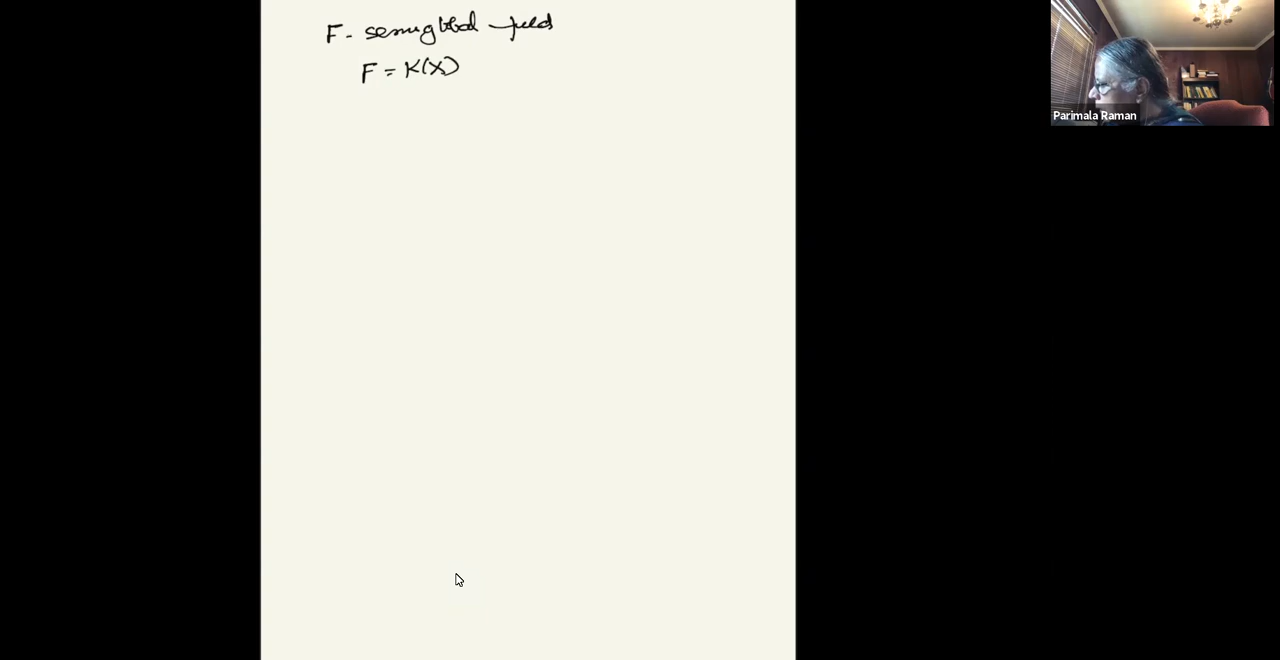 F - semiglobal field
F = K(X)
Parimala Raman